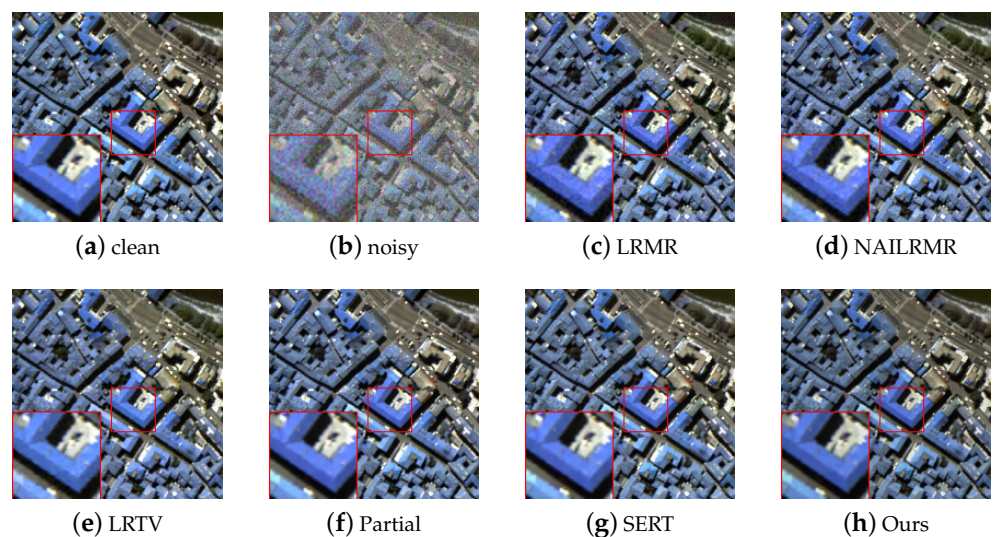 (a) clean
(b) noisy
(c) LRMR
(d) NAILRMR
(e) LRTV
(f) Partial
(g) SERT
(h) Ours